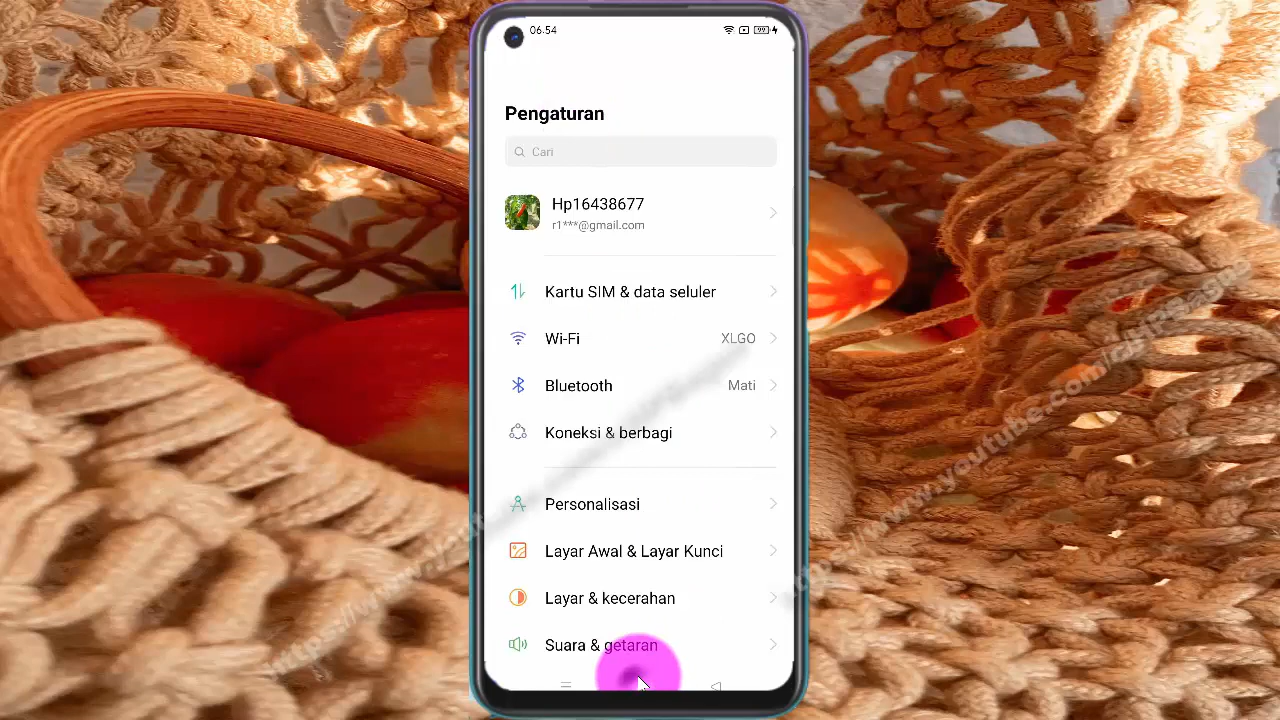 06.54
99
Pengaturan
Cari
Hp16438677
r1***@gmail.com
Kartu SIM & data seluler
Wi-Fi XLGO
Bluetooth Mati
Koneksi & berbagi
Personalisasi
Layar Awal & Layar Kunci
Layar & kecerahan
Suara & getaran